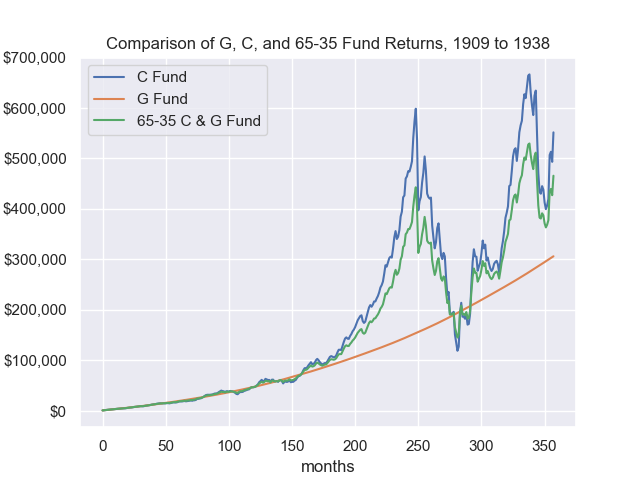 Comparison of G, C, and 65-35 Fund Returns, 1909 to 1938
$700,000
C Fund
G Fund
65-35 C & G Fund
$600,000
$500,000
$400,000
$300,000
$200,000
$100,000
$0
0 50 100 150 200 250 300 350
months